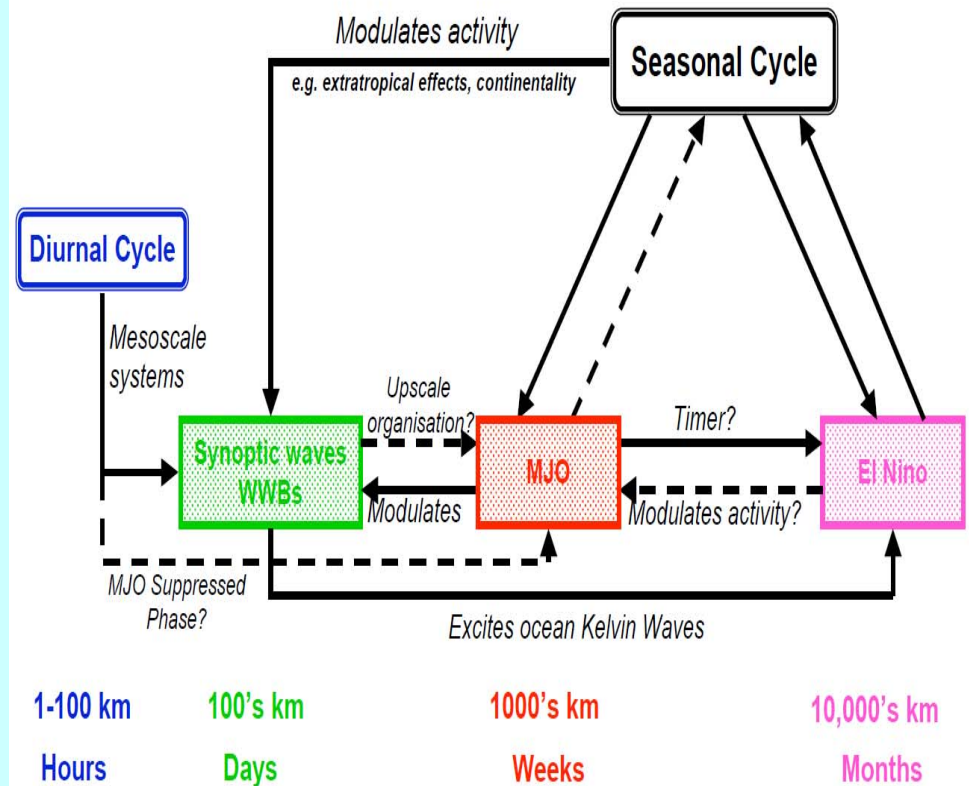 Modulates activity
e.g. extratropical effects, continentality
Seasonal Cycle
Diurnal Cycle
Mesoscale
systems
Upscale
organisation?
Timer?
Synoptic waves
WWBs
MJO
El Nino
Modulates
Modulates activity?
MJO Suppressed
Phase?
Excites ocean Kelvin Waves
1-100 km
100's km
1000's km
10,000's km
Hours
Days
Weeks
Months